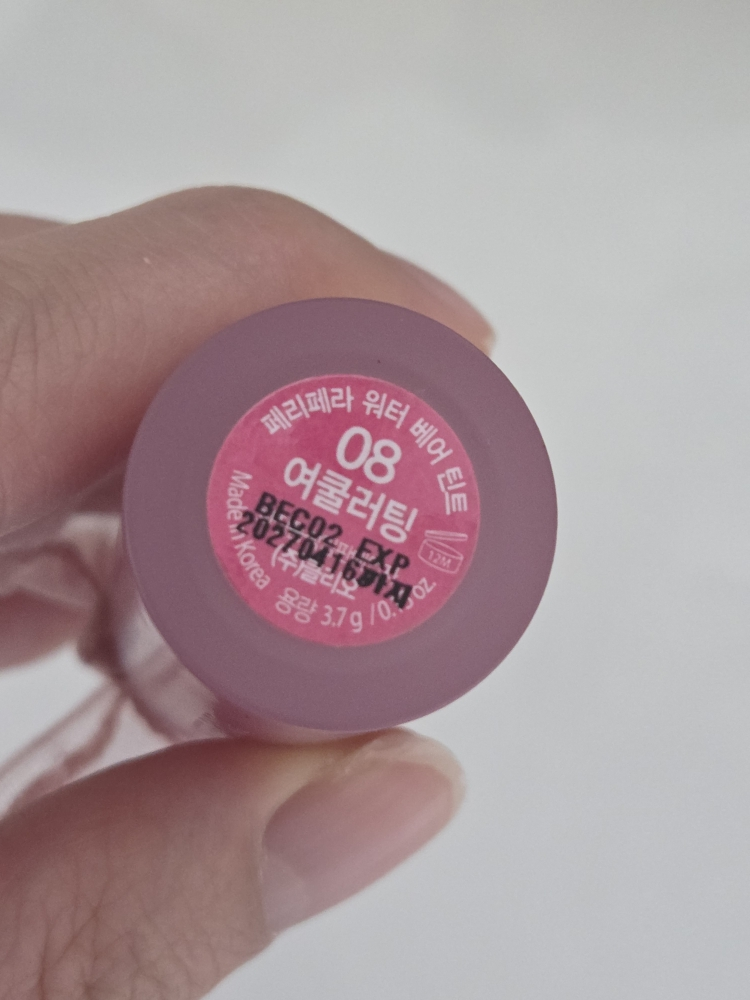 페리페라 워터 베어 틴트
08
여쿨러팅
BEC02 EXP
20270416까지
(주)클리오
Made in Korea
12M
용량 3.7 g /